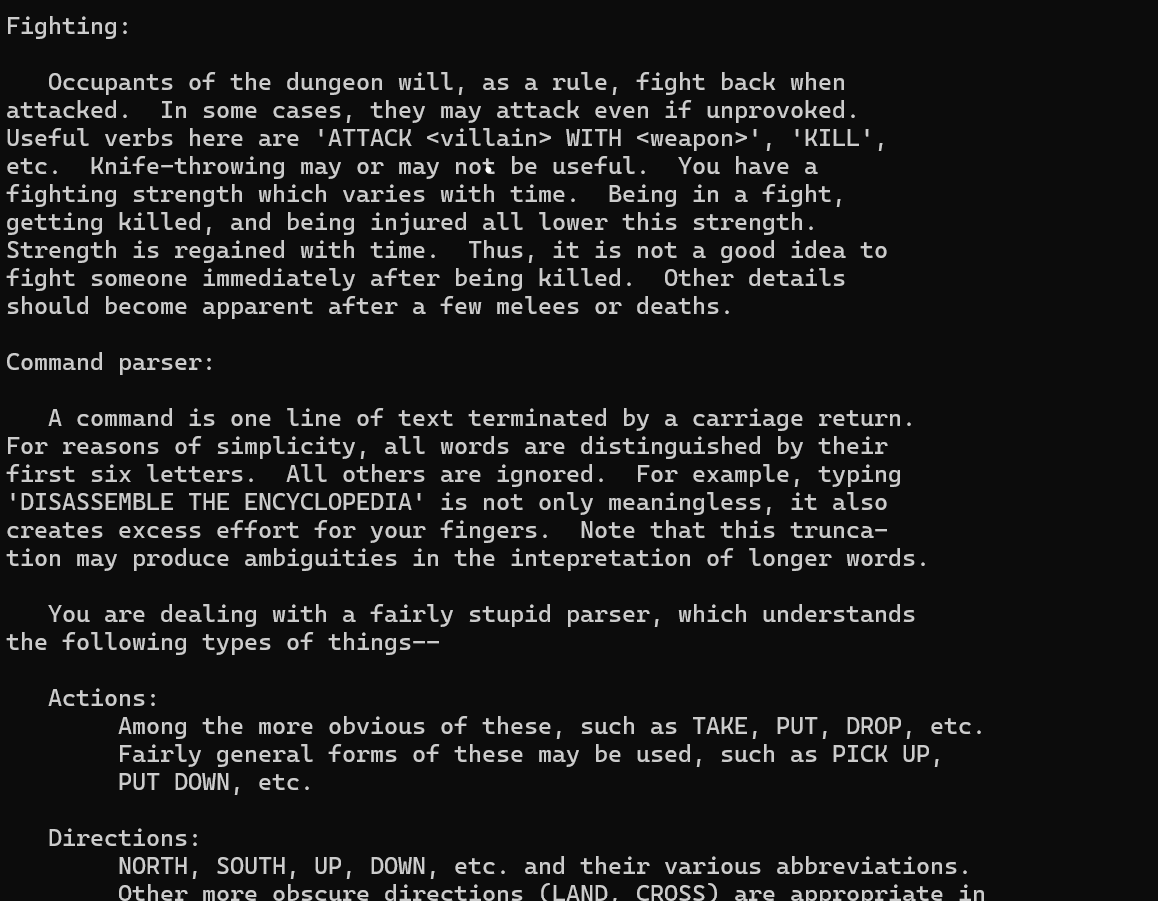 Fighting:
Occupants of the dungeon will, as a rule, fight back when
attacked.  In some cases, they may attack even if unprovoked.
Useful verbs here are 'ATTACK <villain> WITH <weapon>', 'KILL',
etc.  Knife-throwing may or may not be useful.  You have a
fighting strength which varies with time.  Being in a fight,
getting killed, and being injured all lower this strength.
Strength is regained with time.  Thus, it is not a good idea to
fight someone immediately after being killed.  Other details
should become apparent after a few melees or deaths.
Command parser:
A command is one line of text terminated by a carriage return.
For reasons of simplicity, all words are distinguished by their
first six letters.  All others are ignored.  For example, typing
'DISASSEMBLE THE ENCYCLOPEDIA' is not only meaningless, it also
creates excess effort for your fingers.  Note that this trunca-
tion may produce ambiguities in the intepretation of longer words.
You are dealing with a fairly stupid parser, which understands
the following types of things--
Actions:
Among the more obvious of these, such as TAKE, PUT, DROP, etc.
Fairly general forms of these may be used, such as PICK UP,
PUT DOWN, etc.
Directions:
NORTH, SOUTH, UP, DOWN, etc. and their various abbreviations.
Other more obscure directions (LAND, CROSS) are appropriate in